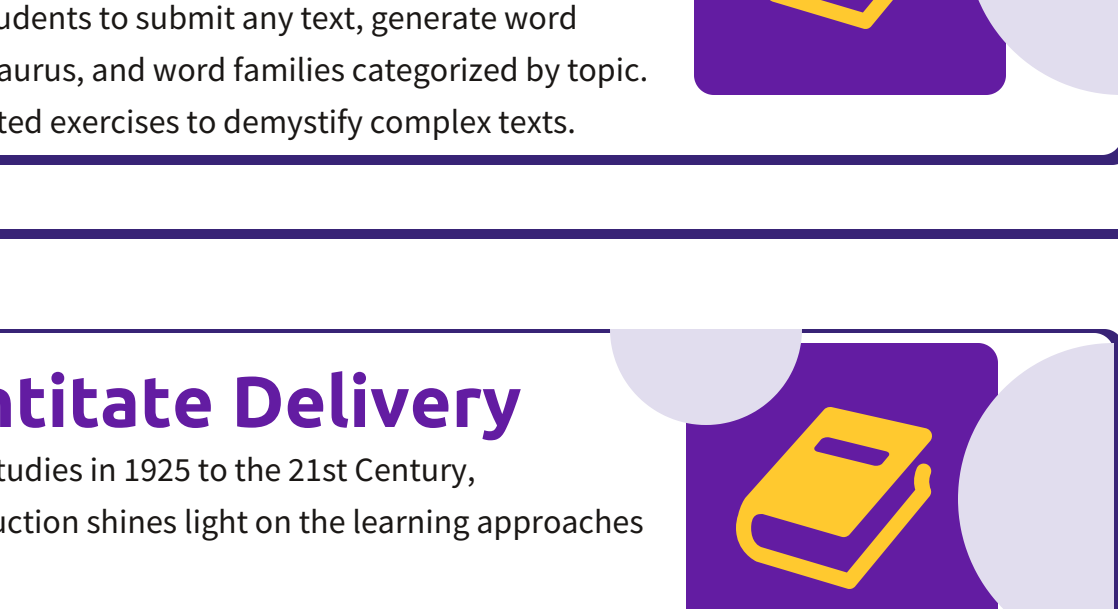 udents to submit any text, generate word
aurus, and word families categorized by topic.
ted exercises to demystify complex texts.
ntitate Delivery
tudies in 1925 to the 21st Century,
uction shines light on the learning approaches